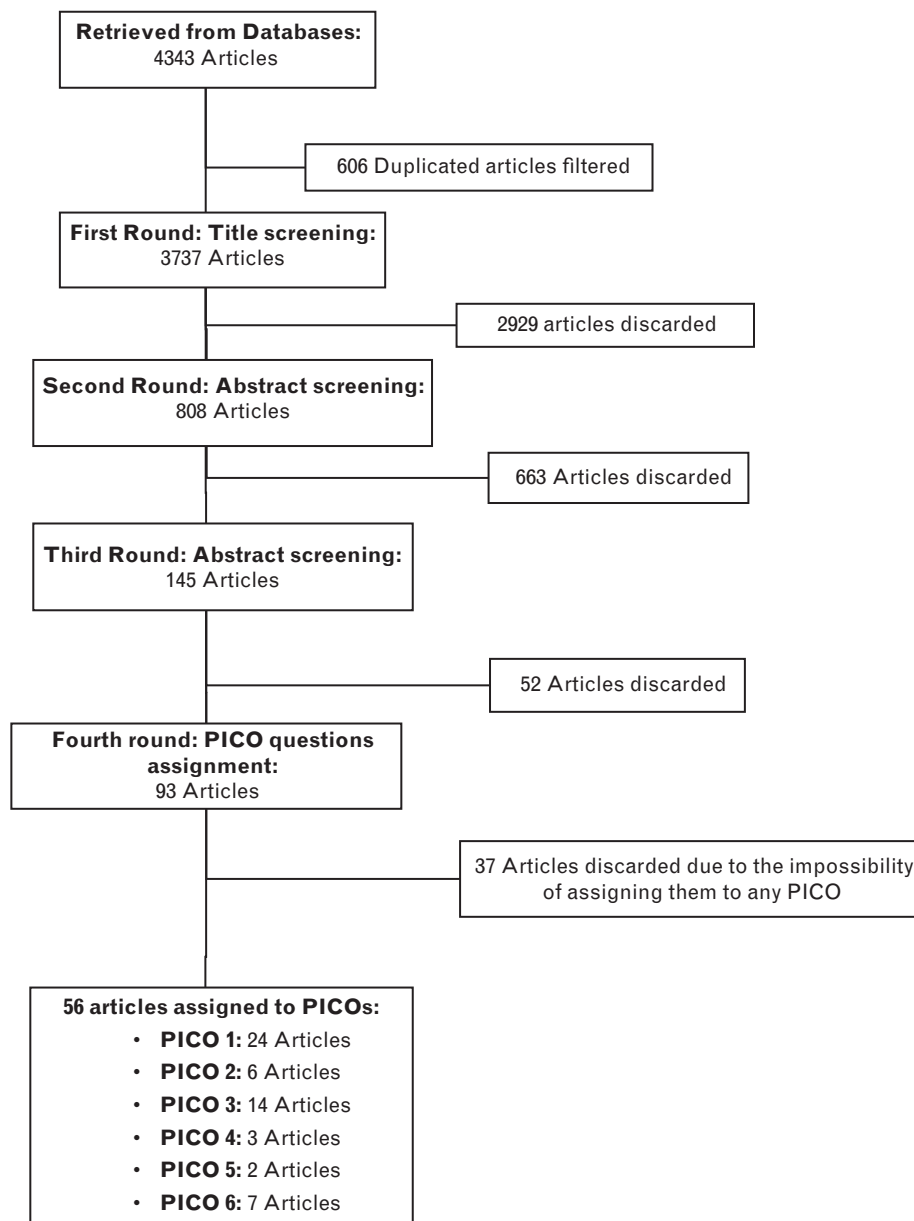 Retrieved from Databases:
4343 Articles
606 Duplicated articles filtered
First Round: Title screening:
3737 Articles
2929 articles discarded
Second Round: Abstract screening:
808 Articles
663 Articles discarded
Third Round: Abstract screening:
145 Articles
52 Articles discarded
Fourth round: PICO questions
assignment:
93 Articles
37 Articles discarded due to the impossibility
of assigning them to any PICO
56 articles assigned to PICOs:
• PICO 1: 24 Articles
• PICO 2: 6 Articles
• PICO 3: 14 Articles
• PICO 4: 3 Articles
• PICO 5: 2 Articles
• PICO 6: 7 Articles